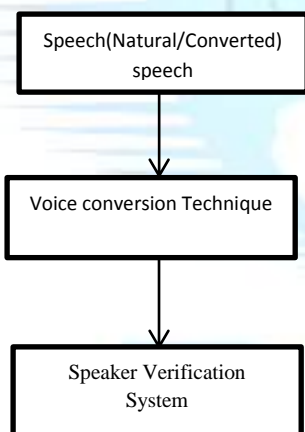 Speech(Natural/Converted)
speech
Voice conversion Technique
Speaker Verification
System